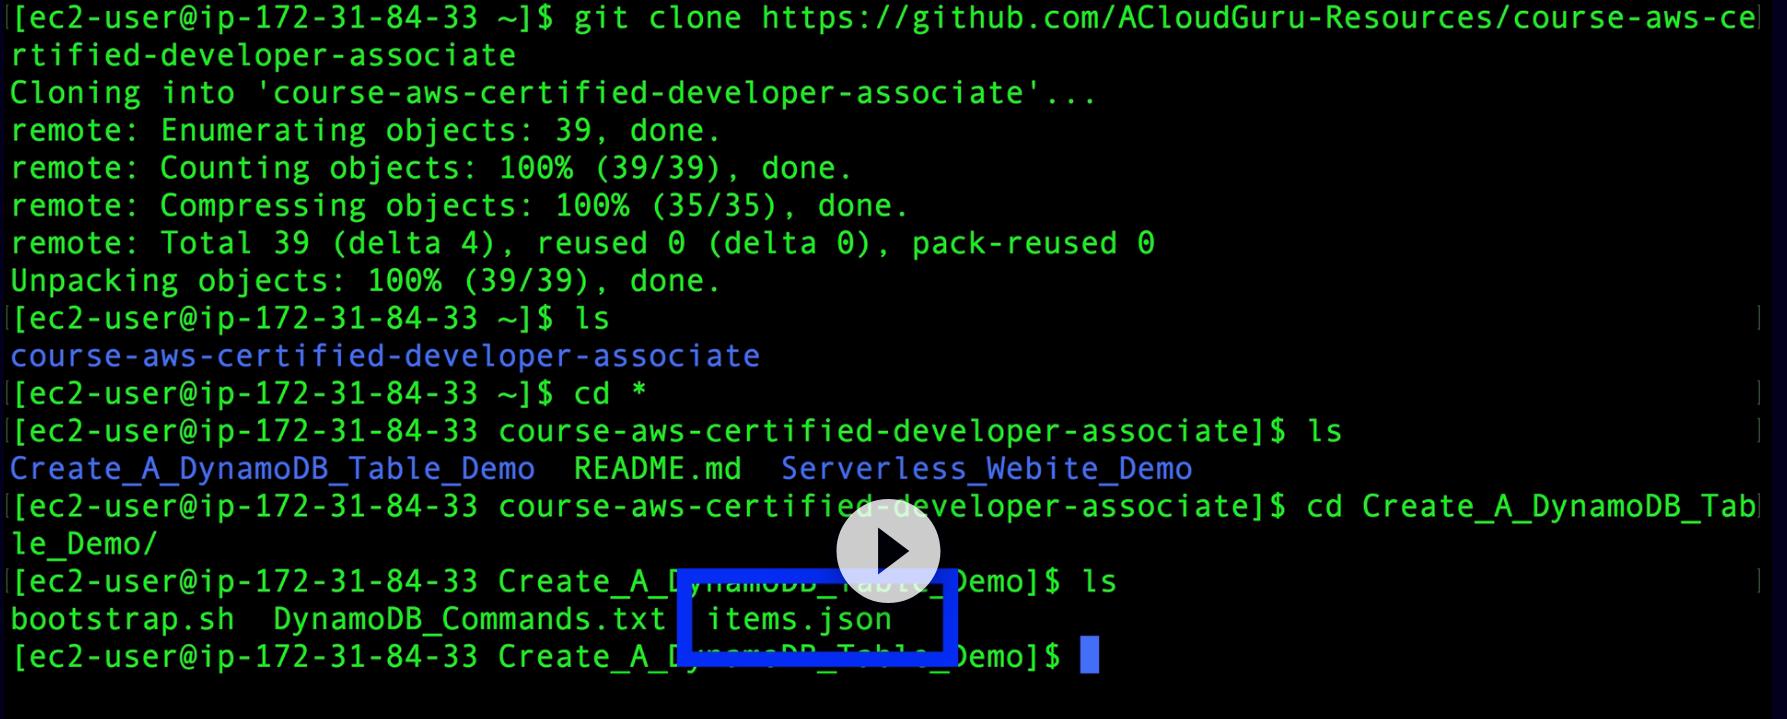 [ec2-user@ip-172-31-84-33 ~]$ git clone https://github.com/ACloudGuru-Resources/course-aws-ce
rtified-developer-associate
Cloning into 'course-aws-certified-developer-associate'...
remote: Enumerating objects: 39, done.
remote: Counting objects: 100% (39/39), done.
remote: Compressing objects: 100% (35/35), done.
remote: Total 39 (delta 4), reused 0 (delta 0), pack-reused 0
Unpacking objects: 100% (39/39), done.
[ec2-user@ip-172-31-84-33 ~]$ ls
course-aws-certified-developer-associate
[ec2-user@ip-172-31-84-33 ~]$ cd *
[ec2-user@ip-172-31-84-33 course-aws-certified-developer-associate]$ ls
Create_A_DynamoDB_Table_Demo  README.md  Serverless_Webite_Demo
[ec2-user@ip-172-31-84-33 course-aws-certified-developer-associate]$ cd Create_A_DynamoDB_Tab
le_Demo/
[ec2-user@ip-172-31-84-33 Create_A_DynamoDB_Table_Demo]$ ls
bootstrap.sh  DynamoDB_Commands.txt  items.json
[ec2-user@ip-172-31-84-33 Create_A_DynamoDB_Table_Demo]$